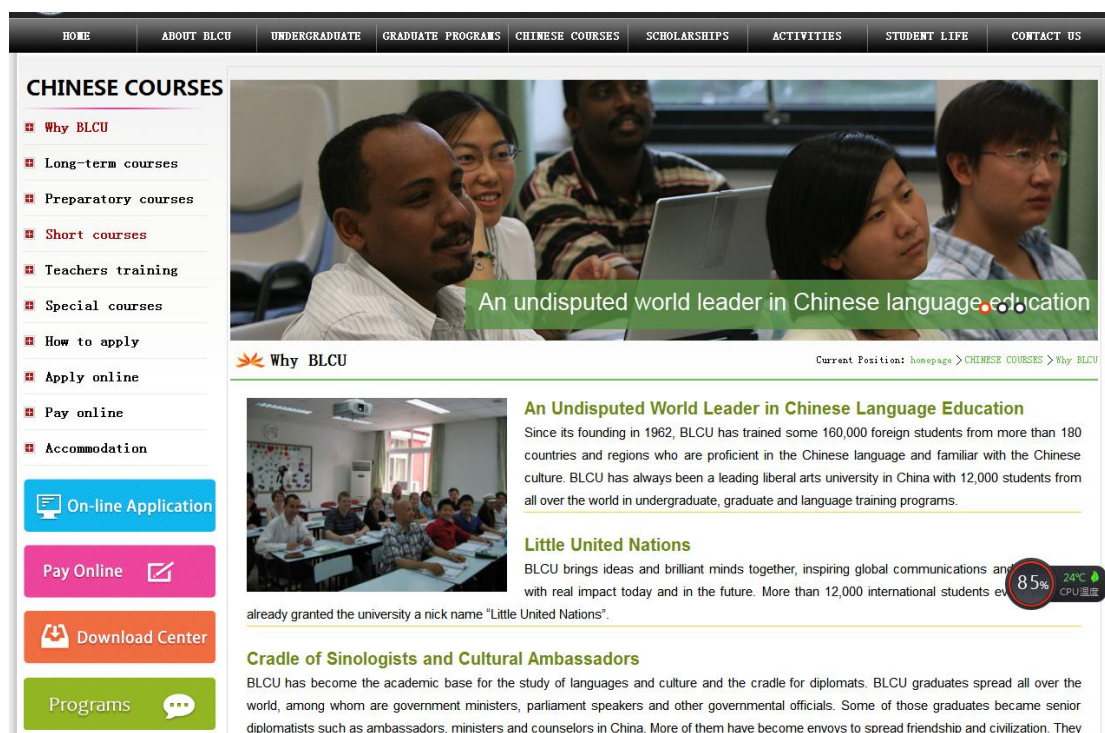 HOME
ABOUT BLCU
UNDERGRADUATE
GRADUATE PROGRAMS
CHINESE COURSES
SCHOLARSHIPS
ACTIVITIES
STUDENT LIFE
CONTACT US
CHINESE COURSES
Why BLCU
Long-term courses
Preparatory courses
Short courses
Teachers training
Special courses
How to apply
Apply online
Pay online
Accommodation
On-line Application
Pay Online
Download Center
Programs
An undisputed world leader in Chinese language education
Why BLCU
Current Position: homepage > CHINESE COURSES > Why BLCU
An Undisputed World Leader in Chinese Language Education
Since its founding in 1962, BLCU has trained some 160,000 foreign students from more than 180
countries and regions who are proficient in the Chinese language and familiar with the Chinese
culture. BLCU has always been a leading liberal arts university in China with 12,000 students from
all over the world in undergraduate, graduate and language training programs.
Little United Nations
BLCU brings ideas and brilliant minds together, inspiring global communications
with real impact today and in the future. More than 12,000 international students
already granted the university a nick name “Little United Nations”.
85%
24℃
CPU温度
Cradle of Sinologists and Cultural Ambassadors
BLCU has become the academic base for the study of languages and culture and the cradle for diplomats. BLCU graduates spread all over the
world, among whom are government ministers, parliament speakers and other governmental officials. Some of those graduates became senior
diplomatists such as ambassadors, ministers and counselors in China. More of them have become envoys to spread friendship and civilization. They